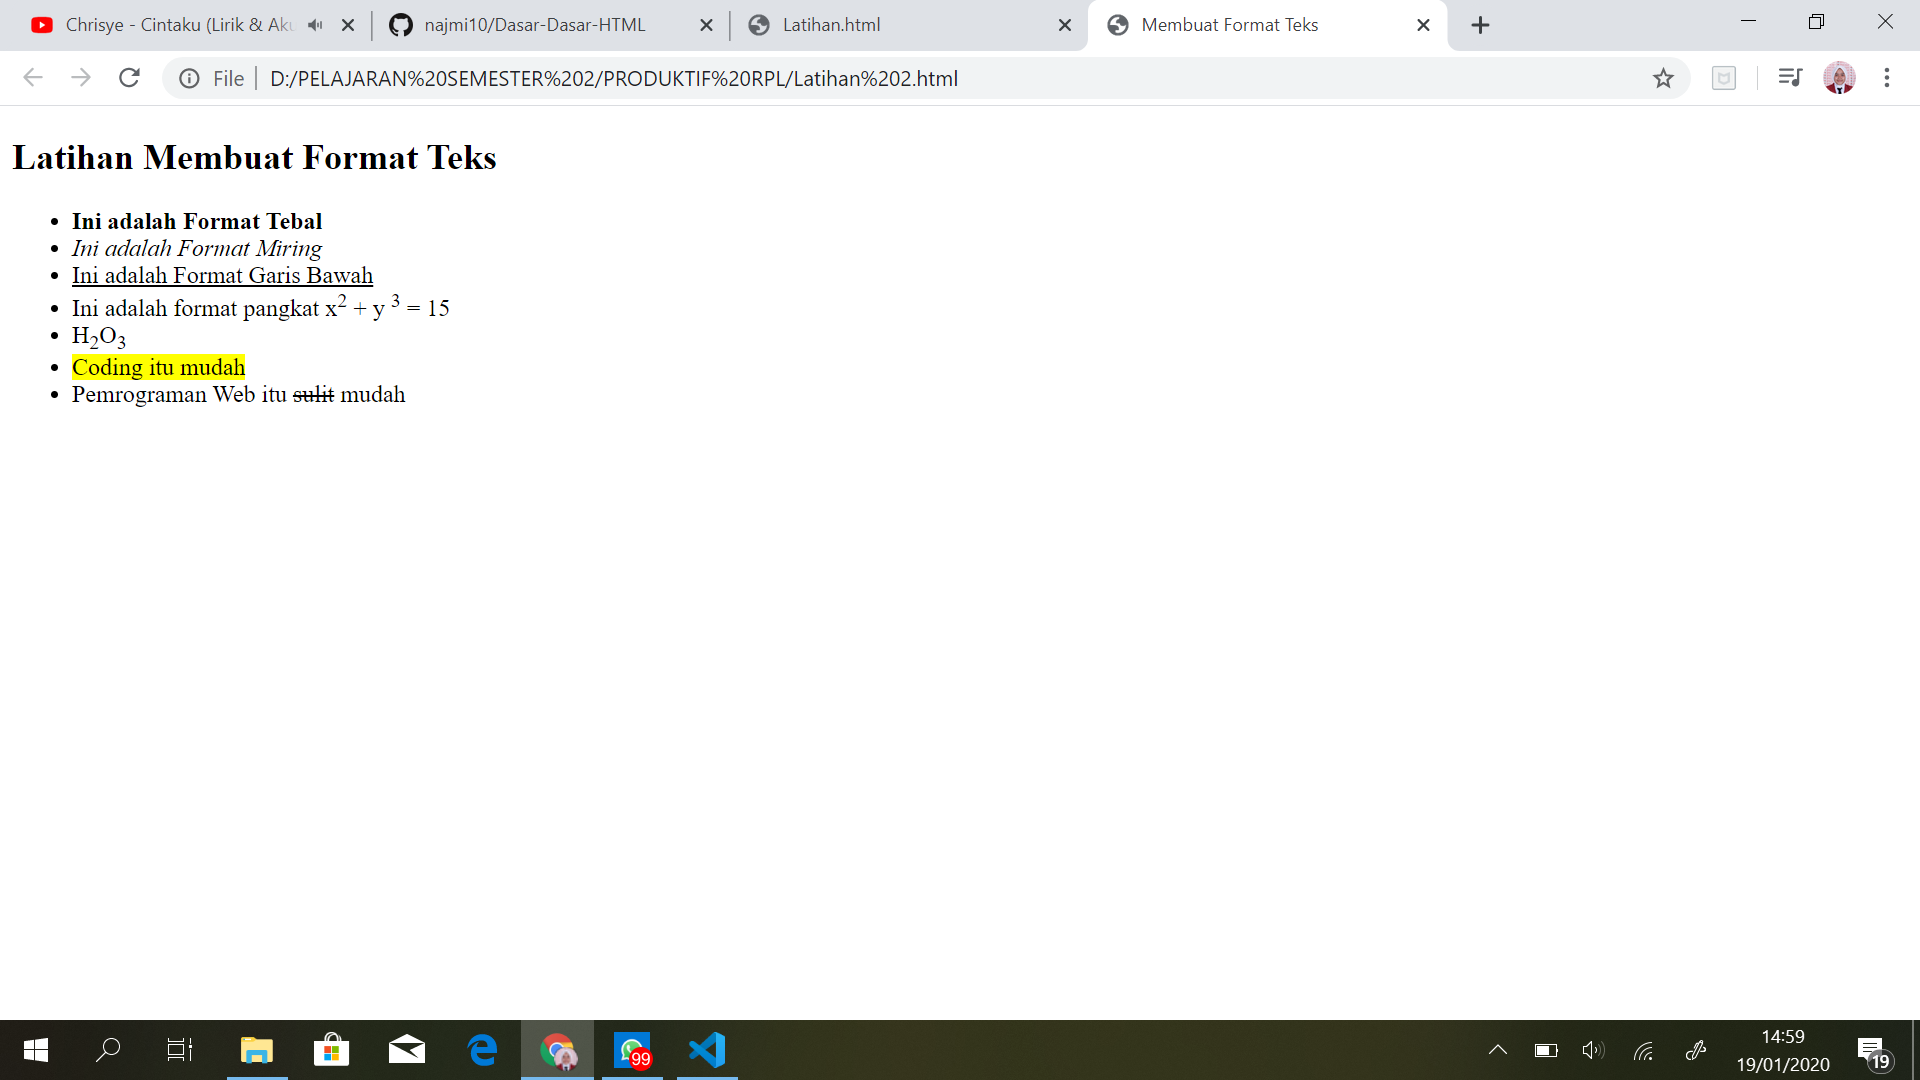 Chrisye - Cintaku (Lirik & Aku
najmi10/Dasar-Dasar-HTML
Latihan.html
Membuat Format Teks
File
D:/PELAJARAN%20SEMESTER%202/PRODUKTIF%20RPL/Latihan%202.html
Latihan Membuat Format Teks
• Ini adalah Format Tebal
• Ini adalah Format Miring
• Ini adalah Format Garis Bawah
• Ini adalah format pangkat x² + y ³ = 15
• H₂O₃
• Coding itu mudah
• Pemrograman Web itu sulit mudah
99
14:59
19/01/2020
19